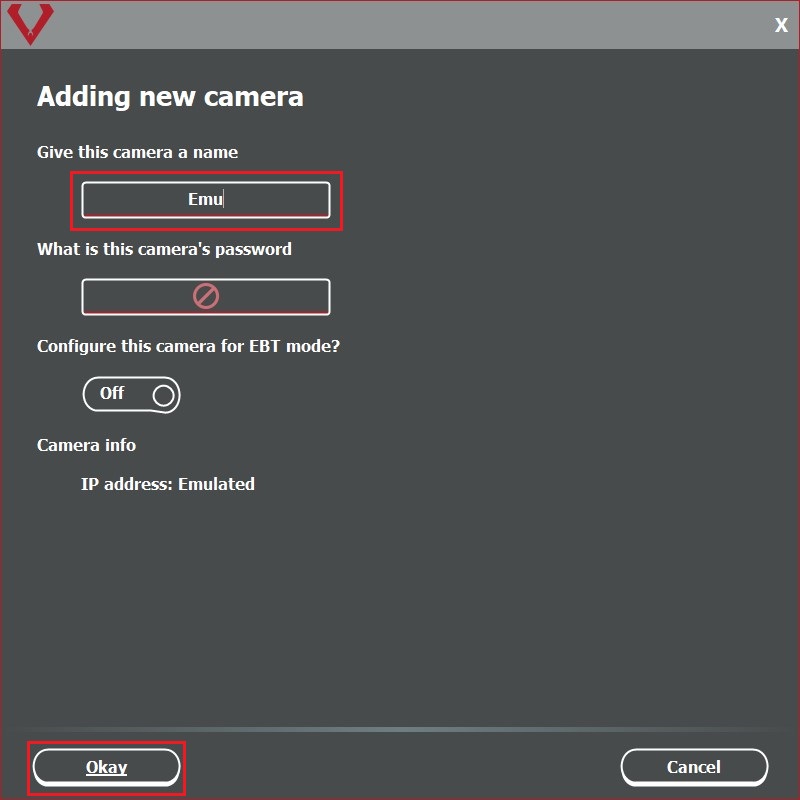 X
Adding new camera
Give this camera a name
Emu
What is this camera's password
Configure this camera for EBT mode?
Off
Camera info
IP address: Emulated
Okay
Cancel